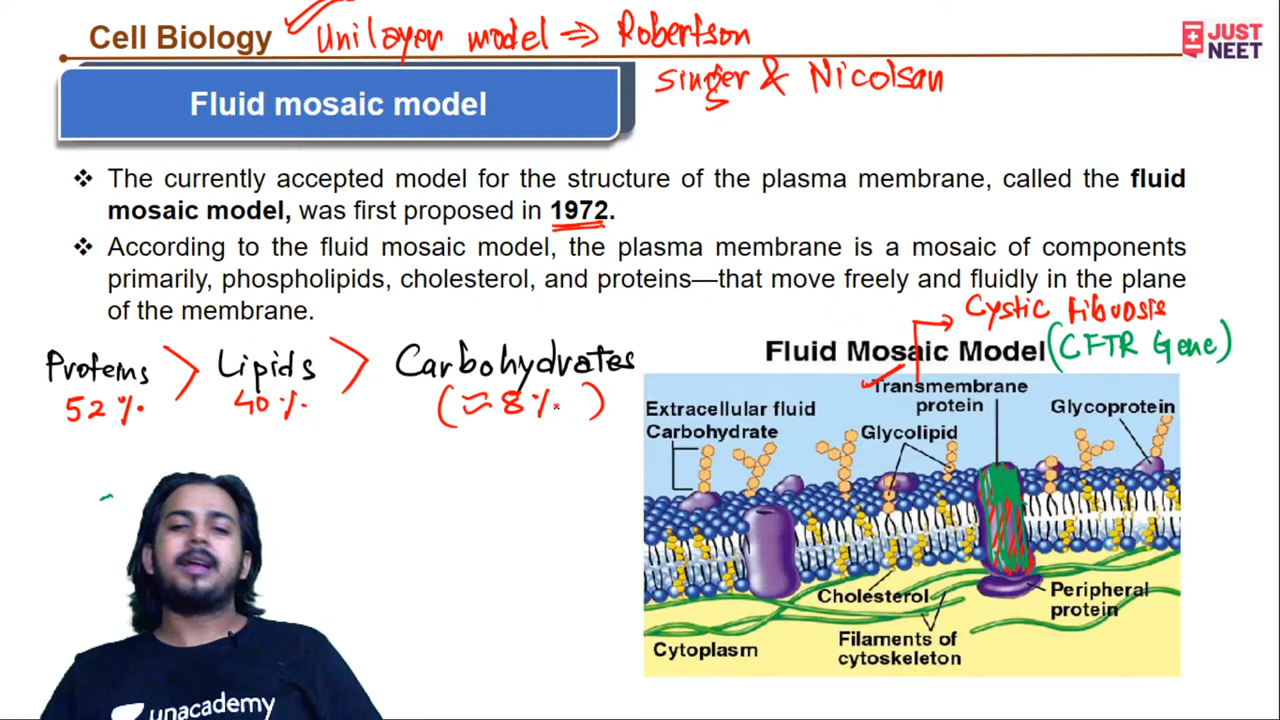 Cell Biology
Unilayer model ⇒ Robertson
JUST
NEET
singer & Nicolsan
Fluid mosaic model
❖ The currently accepted model for the structure of the plasma membrane, called the fluid
mosaic model, was first proposed in 1972.
❖ According to the fluid mosaic model, the plasma membrane is a mosaic of components
primarily, phospholipids, cholesterol, and proteins—that move freely and fluidly in the plane
of the membrane.
Cystic Fibrosis
(CFTR Gene)
Proteins > Lipids > Carbohydrates
52 % 40 % (≈ 8 %)
Fluid Mosaic Model
Transmembrane
protein
Extracellular fluid
Carbohydrate
Glycolipid
Glycoprotein
Cholesterol
Peripheral
protein
Filaments of
cytoskeleton
Cytoplasm
unacademy